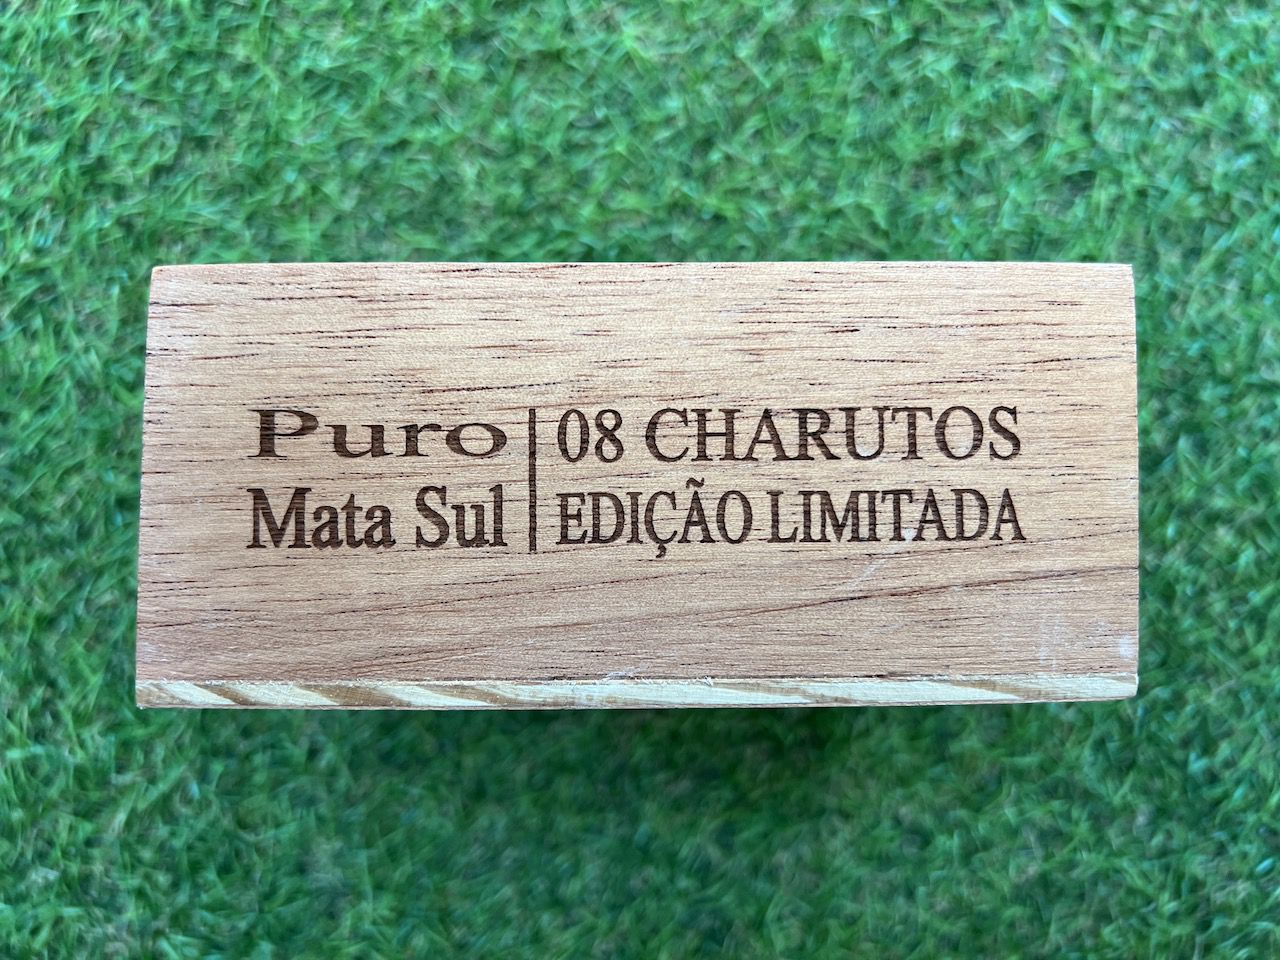 Puro
Mata Sul
08 CHARUTOS
EDIÇÃO LIMITADA